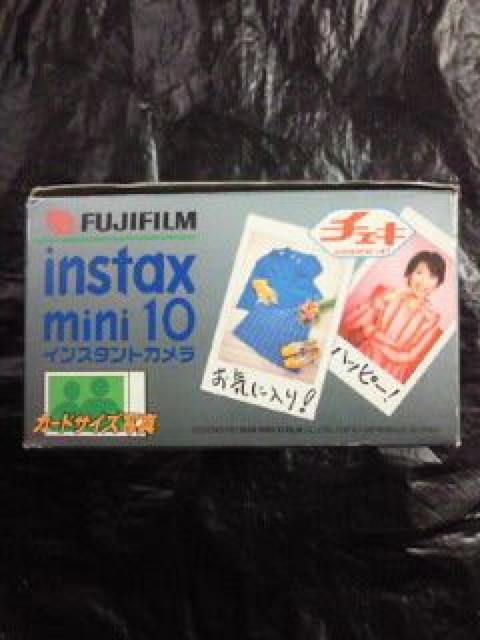 FUJIFILM
instax
mini 10
インスタントカメラ
カードサイズ写真
チェキ
お気に入り!
ハッピー!